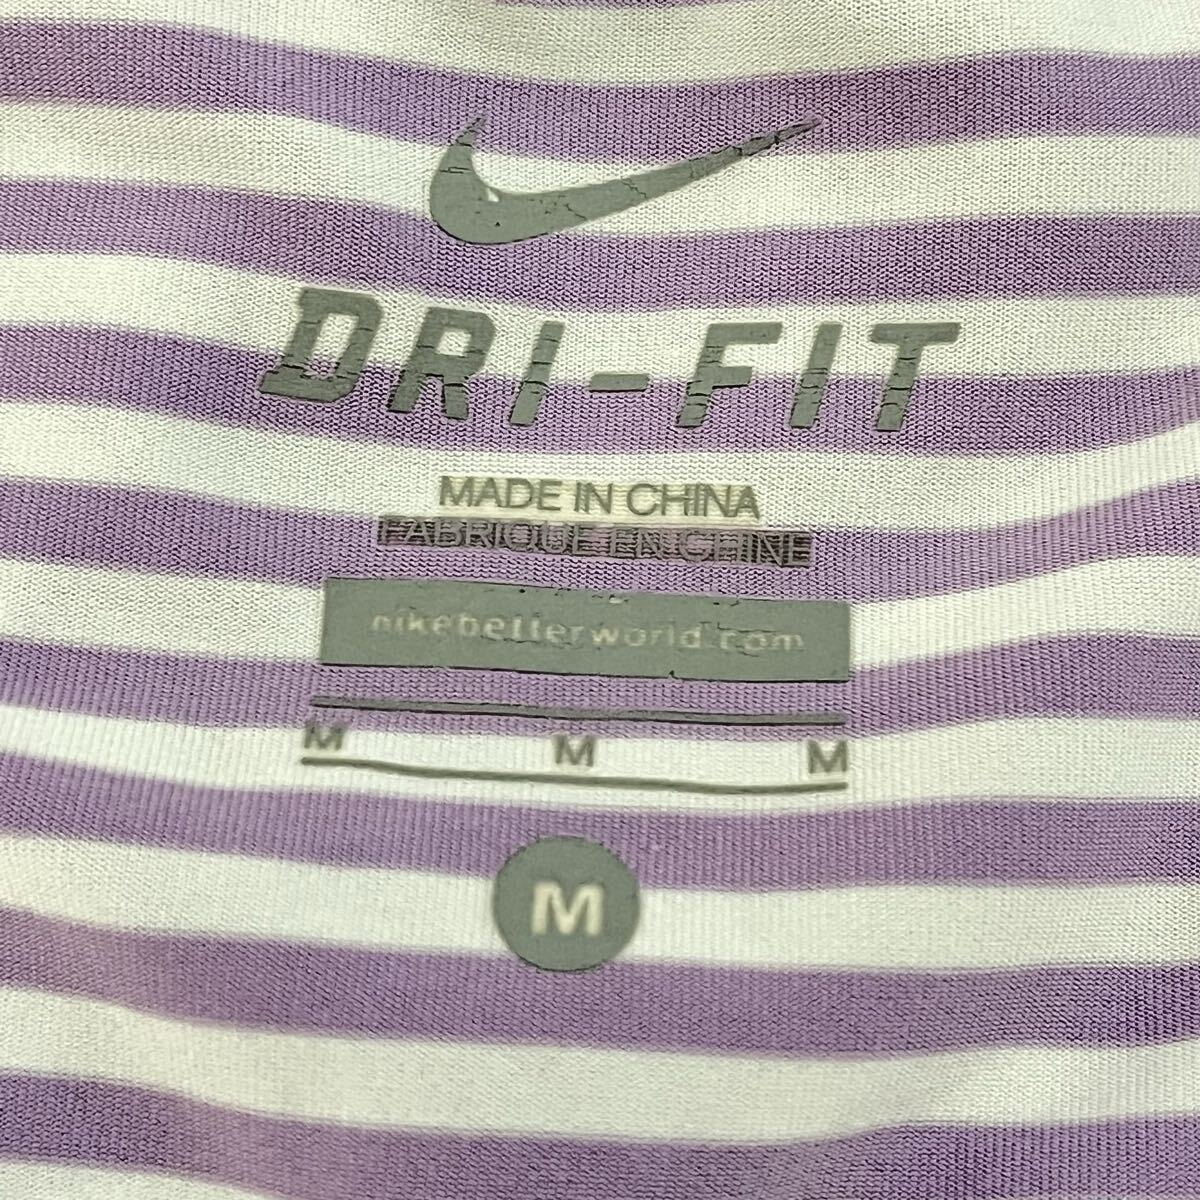 DRI-FIT
MADE IN CHINA
FABRIQUE EN CHINE
nikebetterworld.com
M M M
M